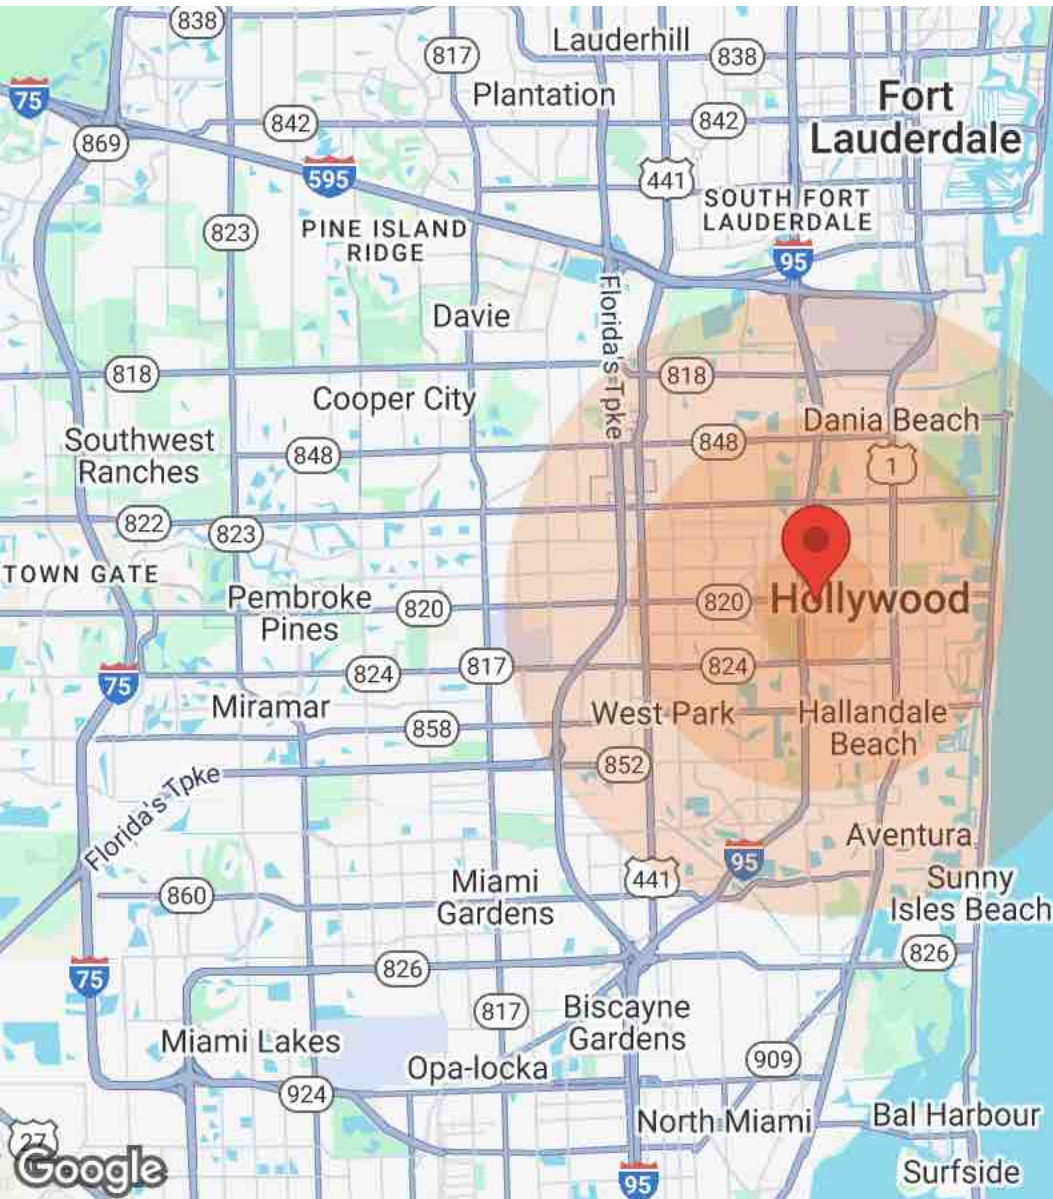 838
817
Lauderhill
838
75
Plantation
Fort
Lauderdale
842
842
869
595
441
SOUTH FORT
LAUDERDALE
823
PINE ISLAND
RIDGE
95
Florida's Tpke
Davie
818
818
Cooper City
Dania Beach
Southwest
Ranches
848
848
1
822
823
TOWN GATE
Pembroke
Pines
820
820
Hollywood
824
817
824
75
Miramar
858
West Park
Hallandale
Beach
852
Florida's Tpke
Aventura
95
860
Miami
Gardens
441
Sunny
Isles Beach
826
826
75
817
Biscayne
Gardens
Miami Lakes
Opa-locka
909
924
North Miami
Bal Harbour
27
Google
95
Surfside